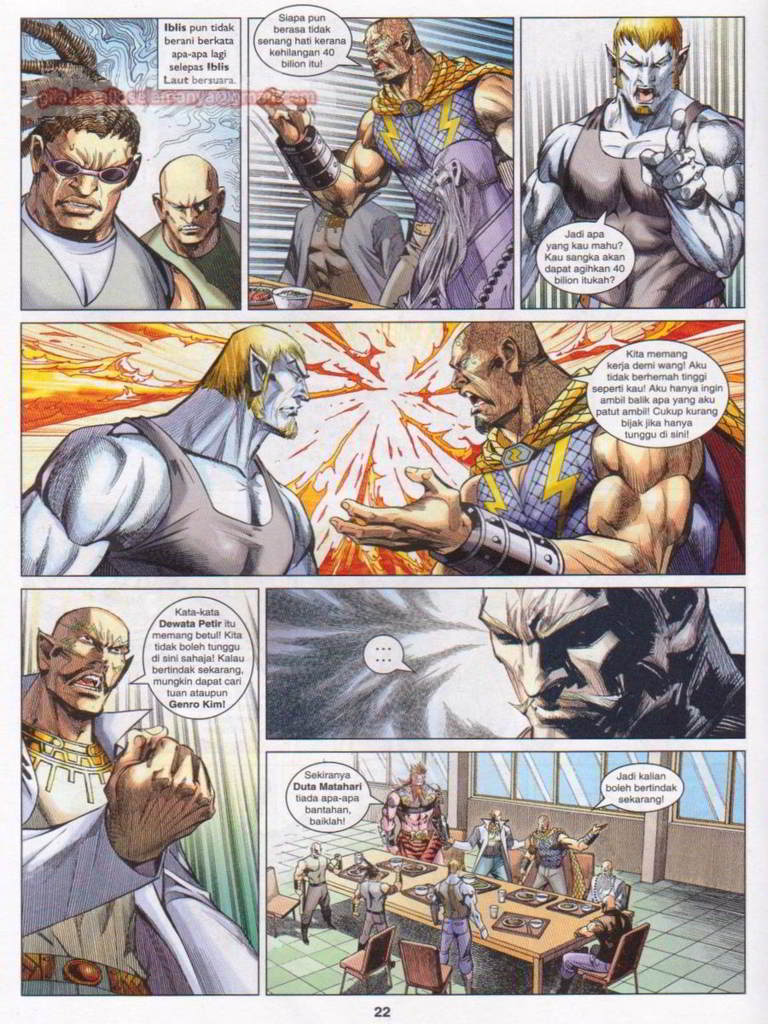 Iblis pun tidak
berani berkata
apa-apa lagi
selepas Iblis
Laut bersuara.
Siapa pun
berasa tidak
senang hati kerana
kehilangan 40
bilion itu!
Jadi apa
yang kau mahu?
Kau sangka akan
dapat agihkan 40
bilion itukah?
Kita memang
kerja demi wang! Aku
tidak berhemah tinggi
seperti kau! Aku hanya ingin
ambil balik apa yang aku
patut ambil! Cukup kurang
bijak jika hanya
tunggu di sini!
Kata-kata
Dewata Petir itu
memang betul! Kita
tidak boleh tunggu
di sini sahaja! Kalau
bertindak sekarang,
mungkin dapat cari
tuan ataupun
Genro Kim!
...
...
Sekiranya
Duta Matahari
tiada apa-apa
bantahan,
baiklah!
Jadi kalian
boleh bertindak
sekarang!
22